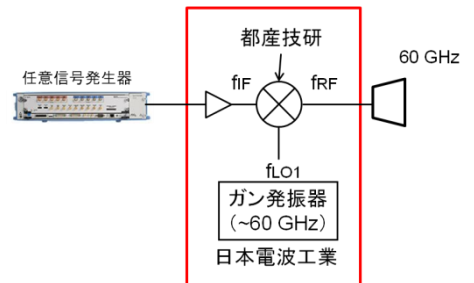 都産技研
60 GHz
任意信号発生器
fIF
fRF
fLO1
ガン発振器
(~60 GHz)
日本電波工業